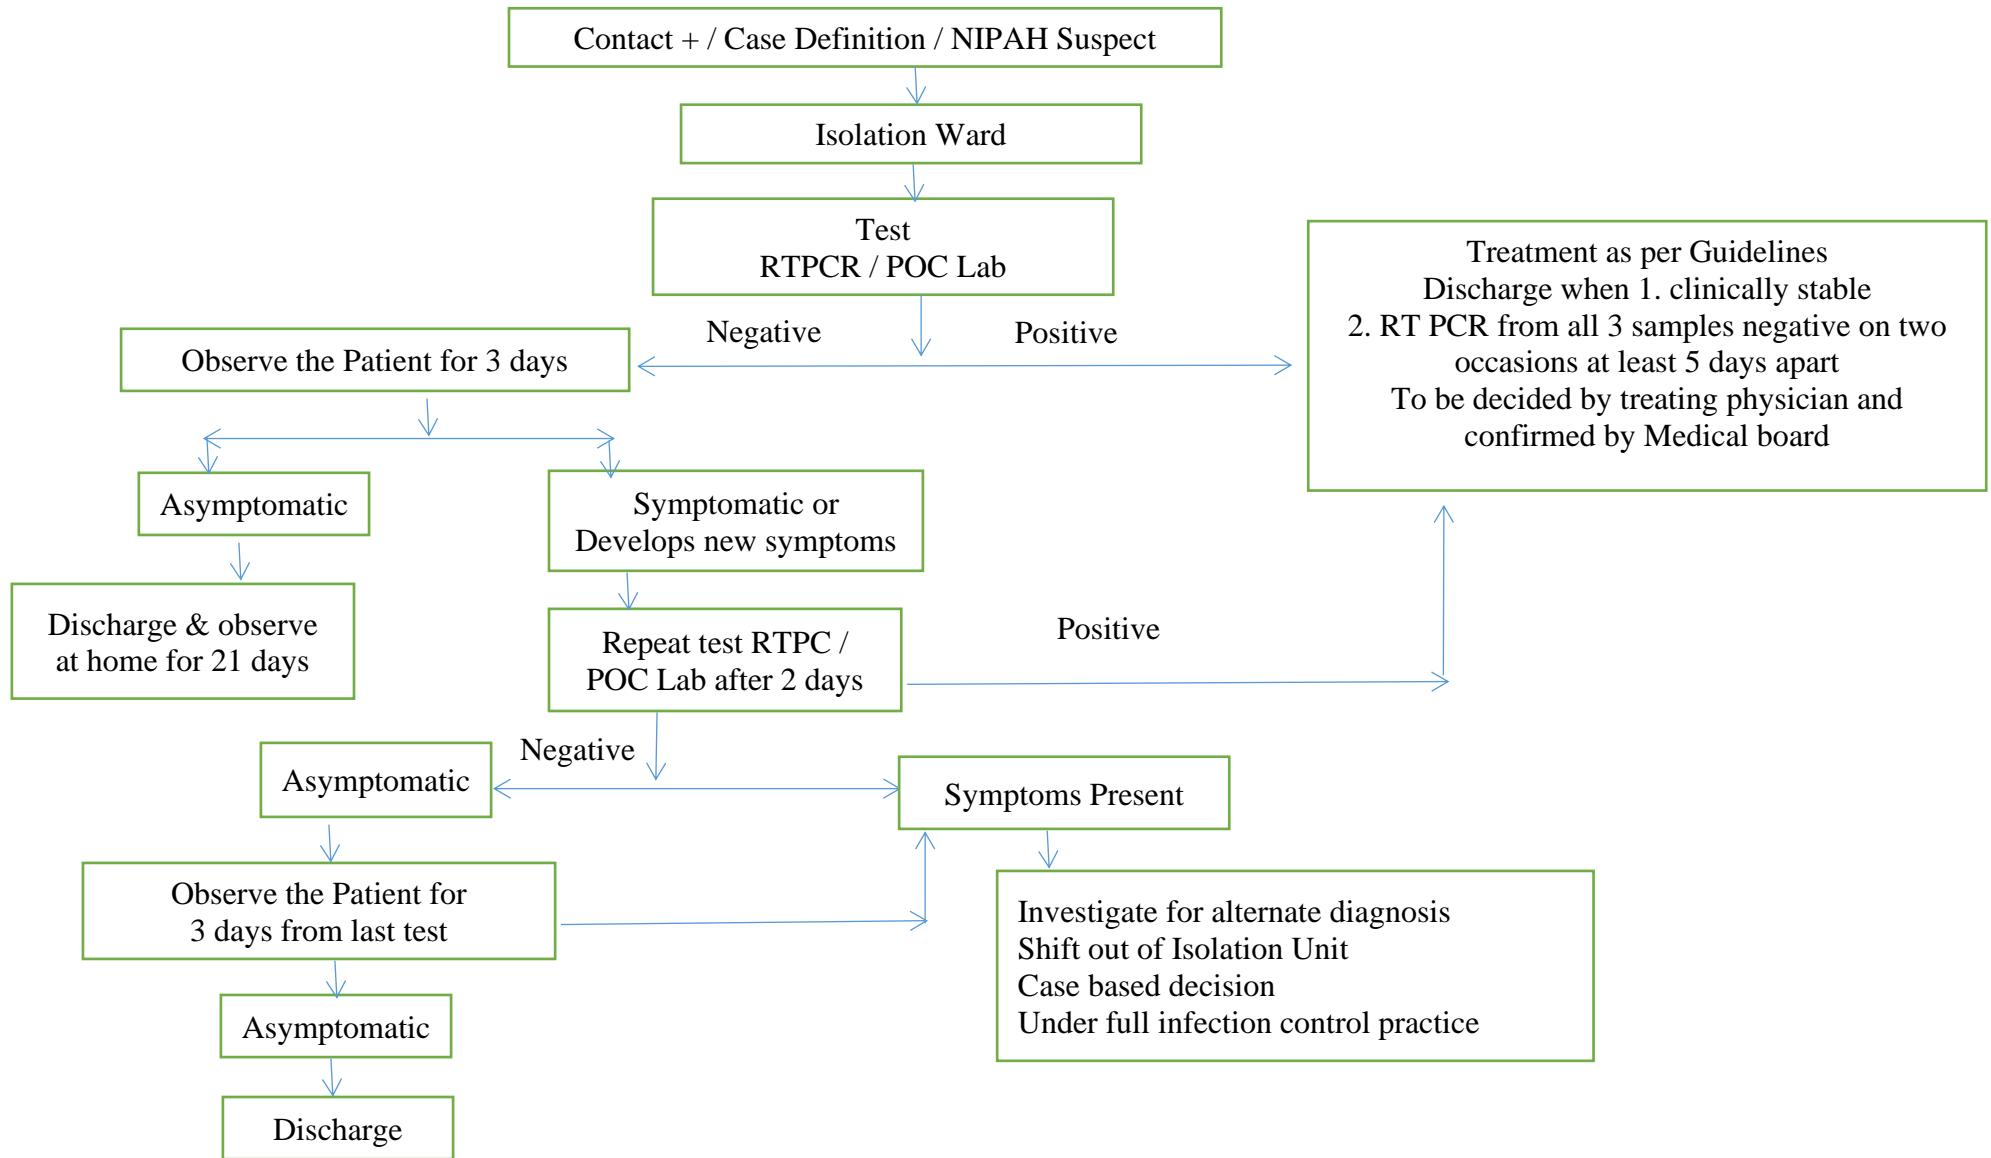 Contact + / Case Definition / NIPAH Suspect
Isolation Ward
Test
RTPCR / POC Lab
Negative
Positive
Observe the Patient for 3 days
Treatment as per Guidelines
Discharge when 1. clinically stable
2. RT PCR from all 3 samples negative on two
occasions at least 5 days apart
To be decided by treating physician and
confirmed by Medical board
Asymptomatic
Symptomatic or
Develops new symptoms
Discharge & observe
at home for 21 days
Repeat test RTPC /
POC Lab after 2 days
Positive
Negative
Asymptomatic
Symptoms Present
Observe the Patient for
3 days from last test
Investigate for alternate diagnosis
Shift out of Isolation Unit
Case based decision
Under full infection control practice
Asymptomatic
Discharge